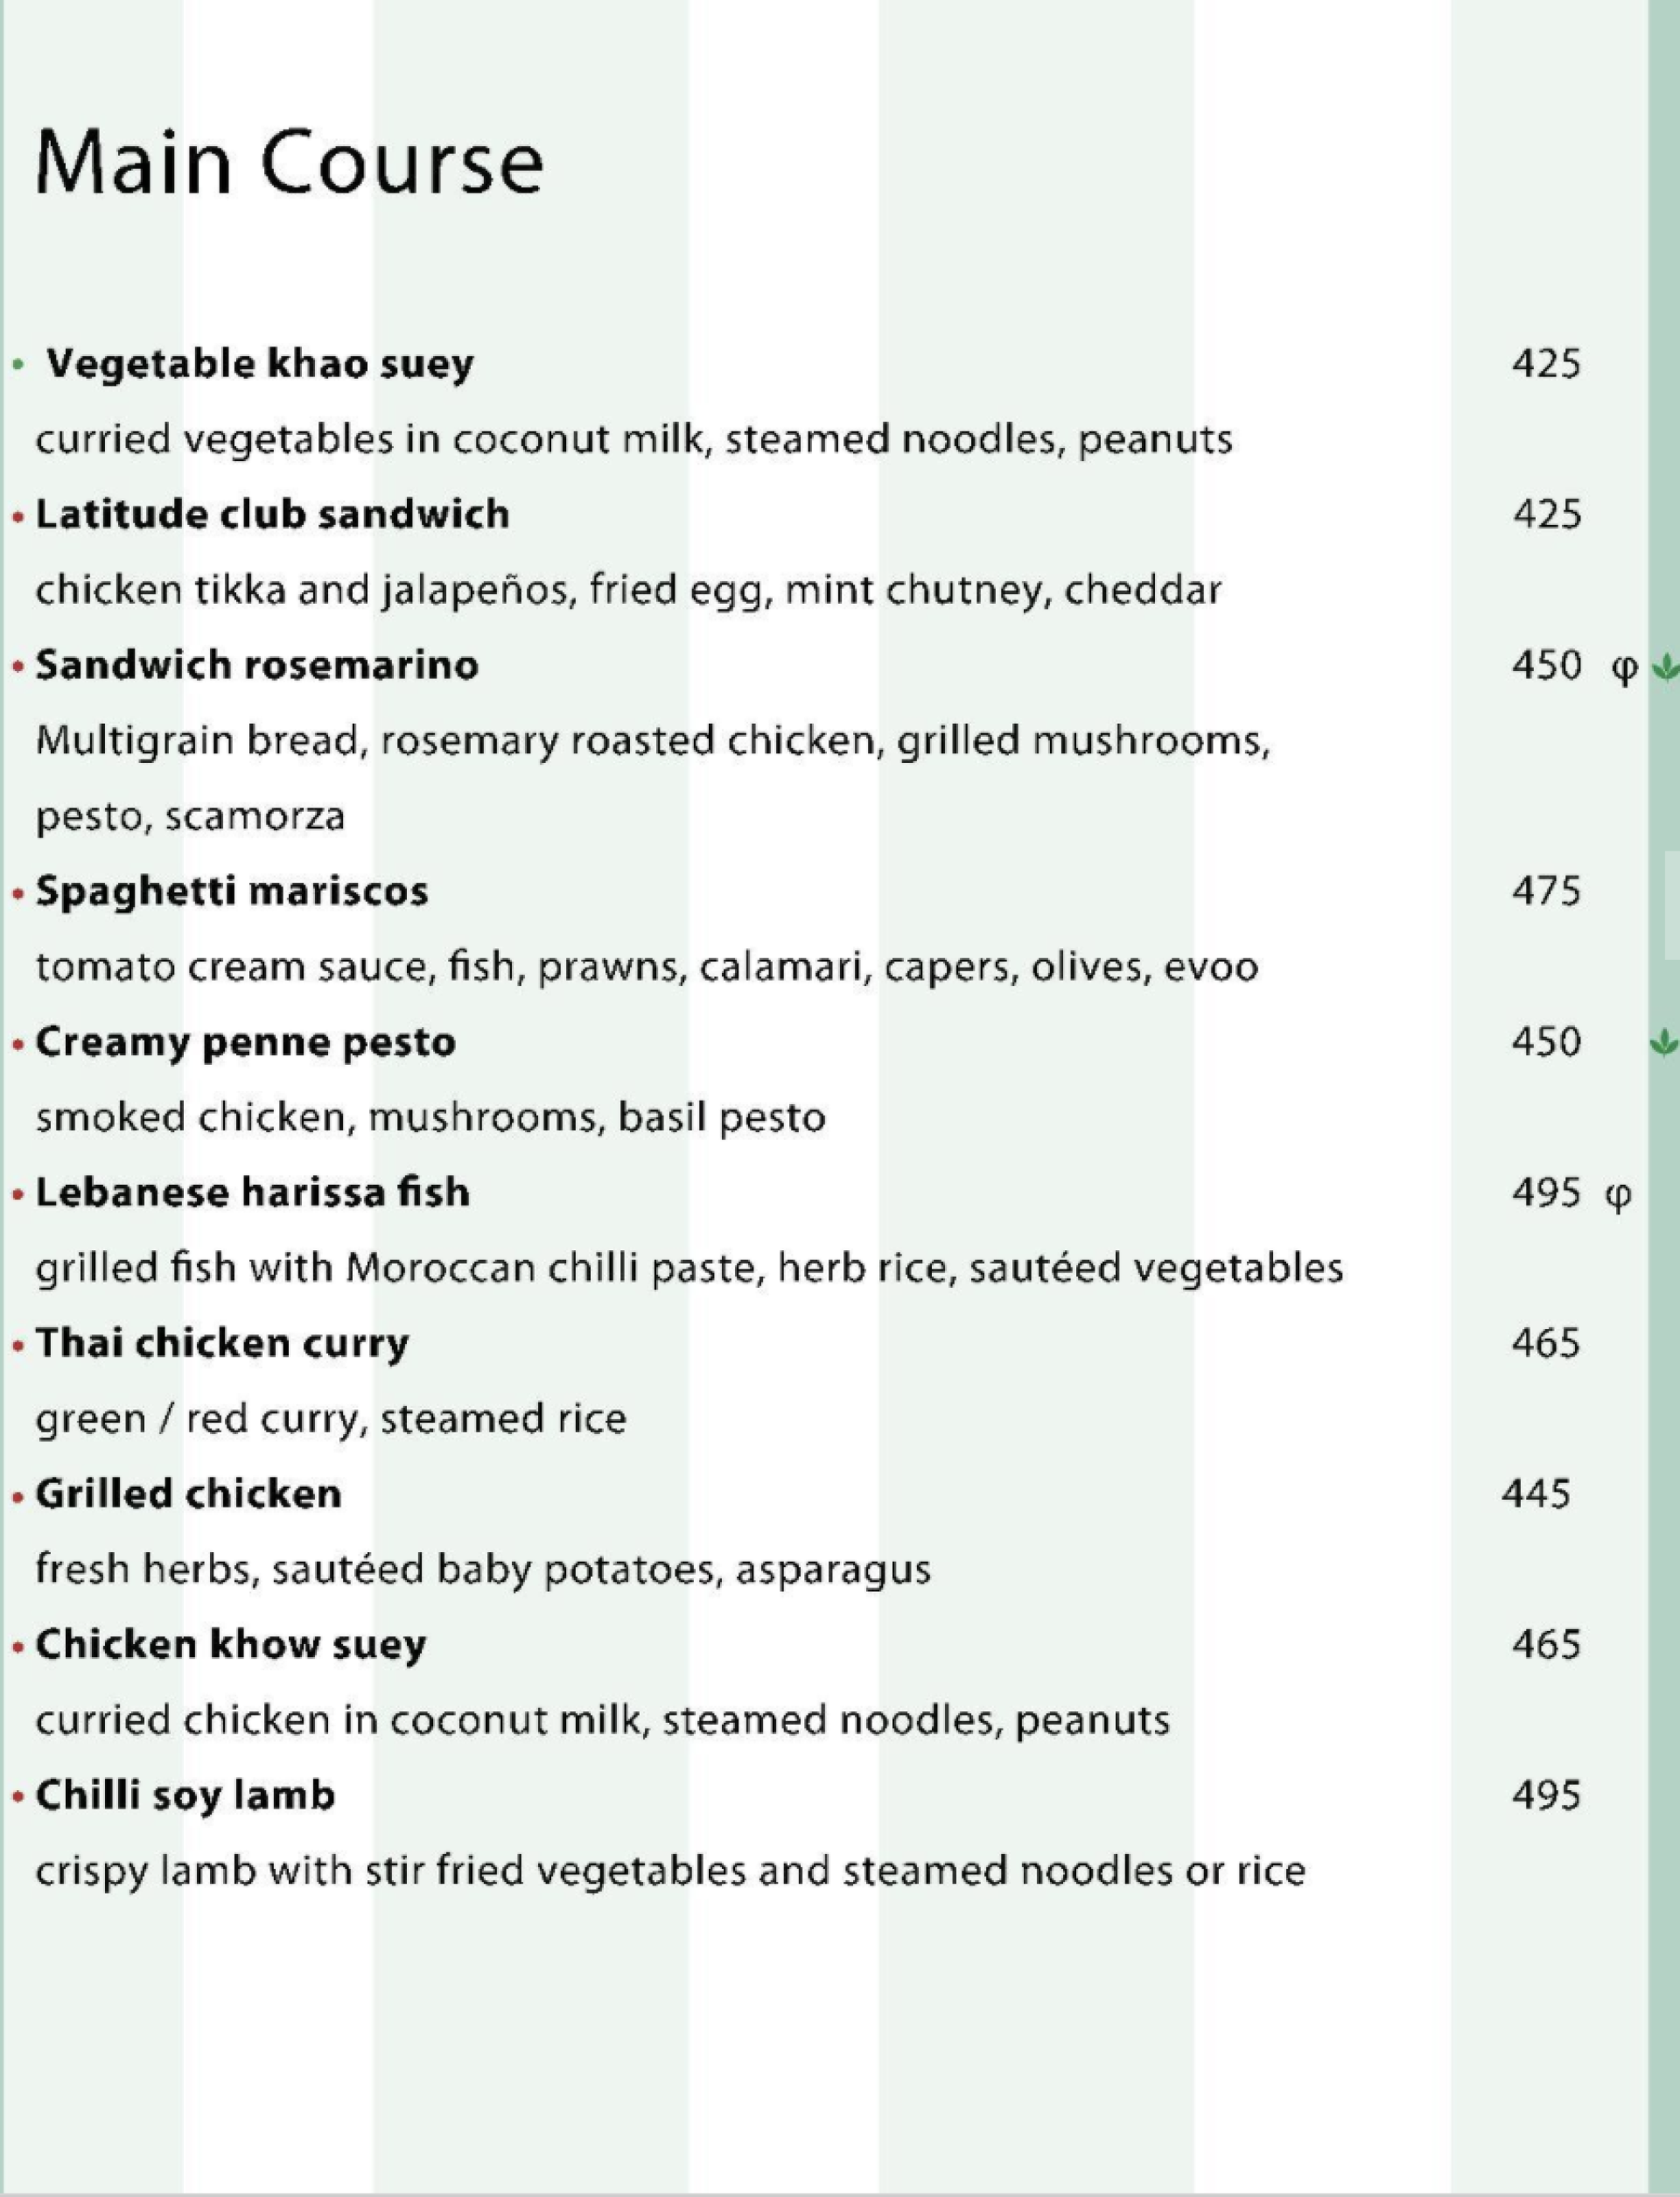 Main Course
• Vegetable khao suey 425
curried vegetables in coconut milk, steamed noodles, peanuts
• Latitude club sandwich 425
chicken tikka and jalapeños, fried egg, mint chutney, cheddar
• Sandwich rosemarino 450 φ
Multigrain bread, rosemary roasted chicken, grilled mushrooms,
pesto, scamorza
• Spaghetti mariscos 475
tomato cream sauce, fish, prawns, calamari, capers, olives, evoo
• Creamy penne pesto 450
smoked chicken, mushrooms, basil pesto
• Lebanese harissa fish 495 φ
grilled fish with Moroccan chilli paste, herb rice, sautéed vegetables
• Thai chicken curry 465
green / red curry, steamed rice
• Grilled chicken 445
fresh herbs, sautéed baby potatoes, asparagus
• Chicken khow suey 465
curried chicken in coconut milk, steamed noodles, peanuts
• Chilli soy lamb 495
crispy lamb with stir fried vegetables and steamed noodles or rice